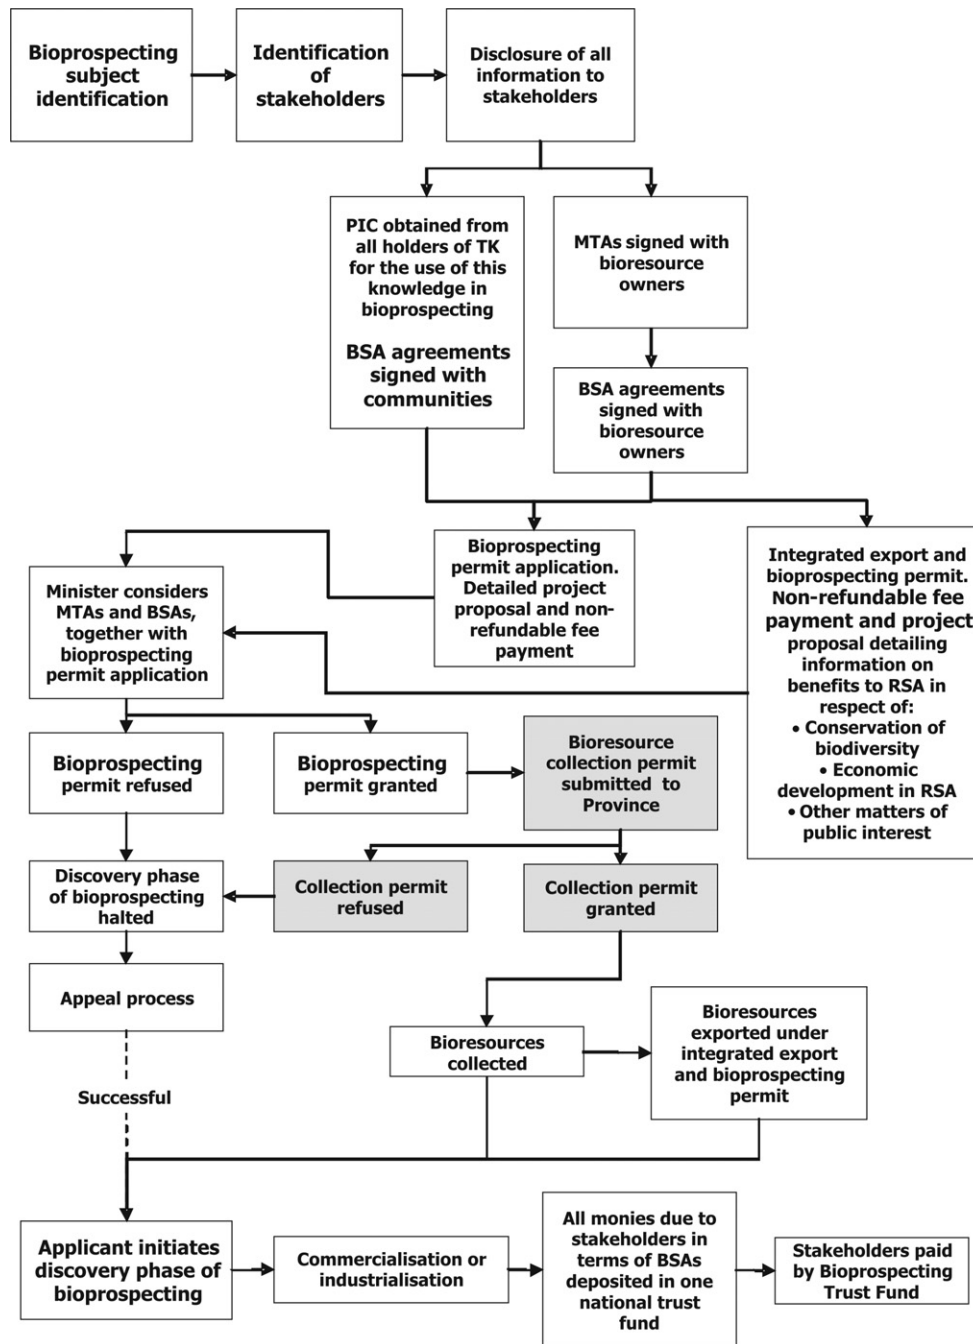 Bioprospecting
subject
identification
Identification
of
stakeholders
Disclosure of all
information to
stakeholders
PIC obtained from
all holders of TK
for the use of this
knowledge in
bioprospecting
BSA agreements
signed with
communities
MTAs signed with
bioresource
owners
BSA agreements
signed with
bioresource
owners
Bioprospecting
permit application.
Detailed project
proposal and non-
refundable fee
payment
Integrated export and
bioprospecting permit.
Non-refundable fee
payment and project
proposal detailing
information on
benefits to RSA in
respect of:
• Conservation of
biodiversity
• Economic
development in RSA
• Other matters of
public interest
Minister considers
MTAs and BSAs,
together with
bioprospecting
permit application
Bioprospecting
permit refused
Bioprospecting
permit granted
Bioresource
collection permit
submitted to
Province
Discovery phase
of bioprospecting
halted
Collection permit
refused
Collection permit
granted
Appeal process
Bioresources
collected
Bioresources
exported under
integrated export
and bioprospecting
permit
Successful
Applicant initiates
discovery phase of
bioprospecting
Commercialisation or
industrialisation
All monies due to
stakeholders in
terms of BSAs
deposited in one
national trust
fund
Stakeholders paid
by Bioprospecting
Trust Fund